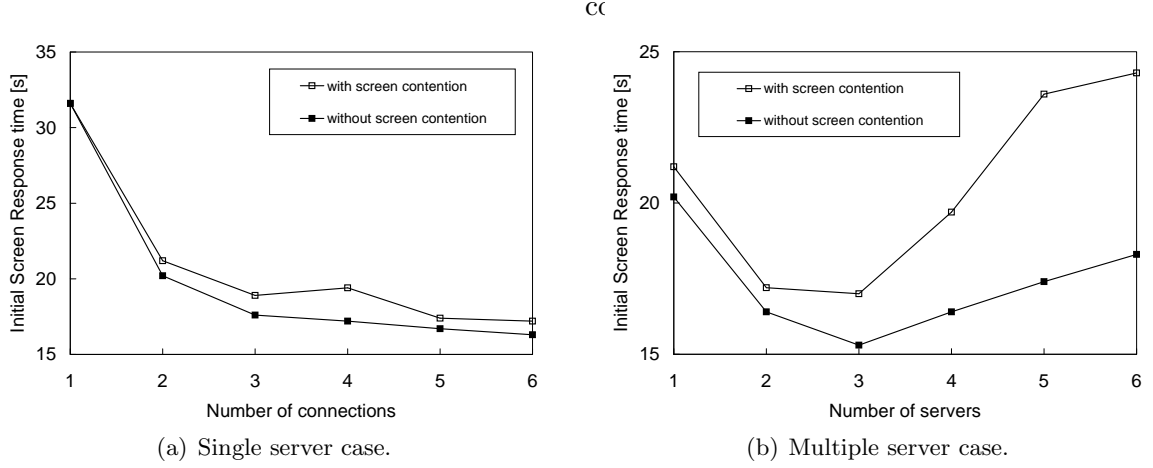 35
30
25
20
15
1 2 3 4 5 6
Initial Screen Response time [s]
Number of connections
with screen contention
without screen contention
(a) Single server case.
25
20
15
1 2 3 4 5 6
Initial Screen Response time [s]
Number of servers
with screen contention
without screen contention
(b) Multiple server case.